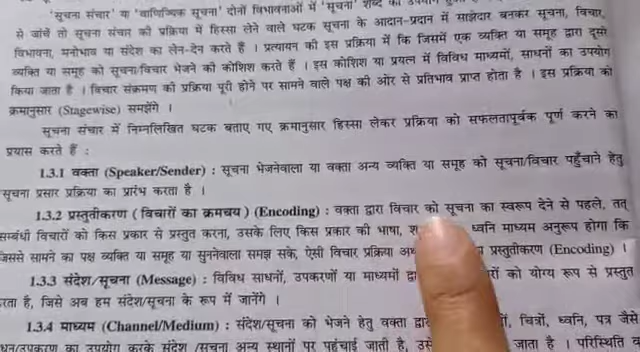 'सूचना संचार' या 'वाणिज्यिक सूचना' दोनों विभावनाओं में 'सूचना' शब्द का
से जांचें तो सूचना संचार की प्रक्रिया में हिस्सा लेने वाले घटक सूचना के आदान-प्रदान में साझेदार बनकर सूचना, विचार,
विभावना, मनोभाव या संदेश का लेन-देन करते हैं । प्रत्यायन की इस प्रक्रिया में कि जिसमें एक व्यक्ति या समूह द्वारा दूसरे
व्यक्ति या समूह को सूचना/विचार भेजने की कोशिश करते हैं । इस कोशिश या प्रयत्न में विविध माध्यमों, साधनों का उपयोग
किया जाता है । विचार संक्रमण की प्रक्रिया पूरी होने पर सामने वाले पक्ष की ओर से प्रतिभाव प्राप्त होता है । इस प्रक्रिया को
क्रमानुसार (Stagewise) समझेंगे ।
सूचना संचार में निम्नलिखित घटक बताए गए क्रमानुसार हिस्सा लेकर प्रक्रिया को सफलतापूर्वक पूर्ण करने का
प्रयास करते हैं :
1.3.1 वक्ता (Speaker/Sender) : सूचना भेजनेवाला या वक्ता अन्य व्यक्ति या समूह को सूचना/विचार पहुँचाने हेतु
सूचना प्रसार प्रक्रिया का प्रारंभ करता है ।
1.3.2 प्रस्तुतीकरण ( विचारों का क्रमचय ) (Encoding) : वक्ता द्वारा विचार को सूचना का स्वरूप देने से पहले, तत्
सम्बंधी विचारों को किस प्रकार से प्रस्तुत करना, उसके लिए किस प्रकार की भाषा, ध्वनि माध्यम अनुरूप होगा कि
जिससे सामने का पक्ष व्यक्ति या समूह या सुननेवाला समझ सके, ऐसी विचार प्रक्रिया प्रस्तुतीकरण (Encoding) ।
1.3.3 संदेश/सूचना (Message) : विविध साधनों, उपकरणों या माध्यमों को योग्य रूप से प्रस्तुत
करता है, जिसे अब हम संदेश/सूचना के रूप में जानेंगे ।
1.3.4 माध्यम (Channel/Medium) : संदेश/सूचना को भेजने हेतु वक्ता चित्रों, ध्वनि, पत्र जैसे
साधन/उपकरण का उपयोग करके संदेश /सूचना अन्य स्थानों पर पहुंचाई जाती है, जाता है । परिस्थिति व